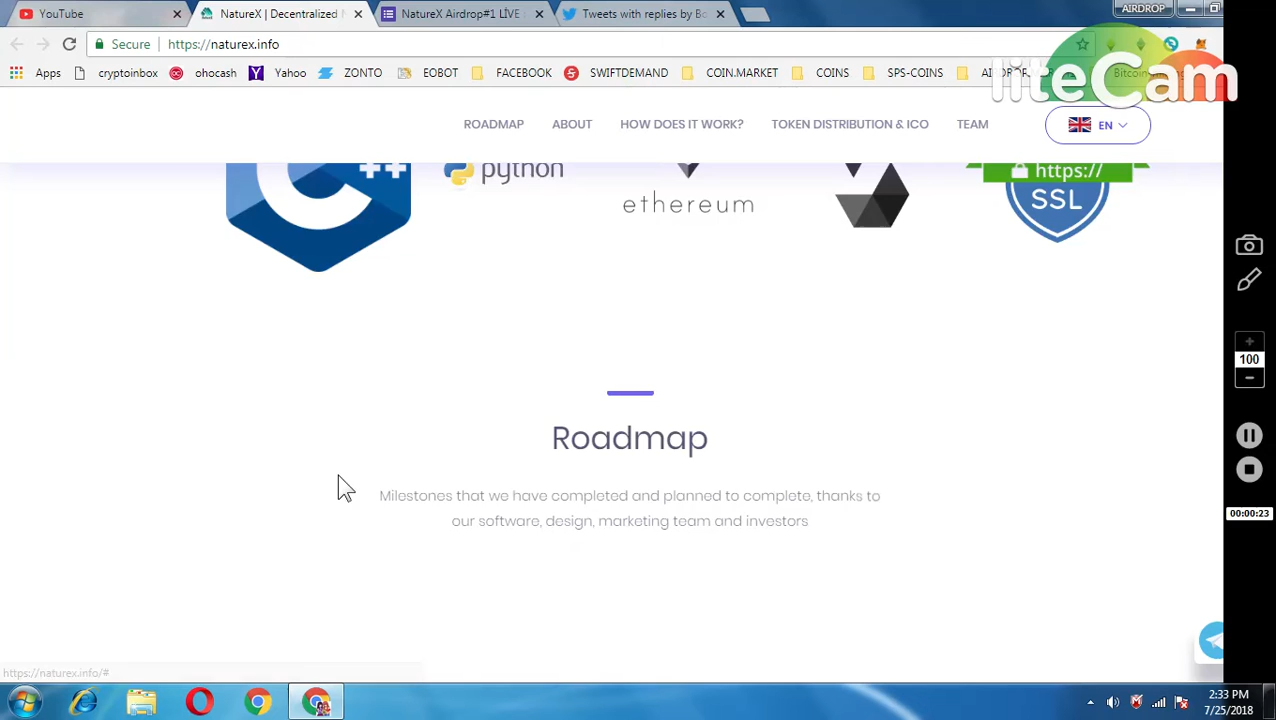 YouTube
NatureX | Decentralized
NatureX Airdrop#1 LIVE
Tweets with replies by Bo
AIRDROP
Secure
https://naturex.info
Apps
cryptoinbox
ohocash
Yahoo
ZONTO
EOBOT
FACEBOOK
SWIFTDEMAND
COIN.MARKET
COINS
SPS-COINS
liteCam
ROADMAP
ABOUT
HOW DOES IT WORK?
TOKEN DISTRIBUTION & ICO
TEAM
EN
C++
python
ethereum
https://
SSL
100
00:00:23
Roadmap
Milestones that we have completed and planned to complete, thanks to
our software, design, marketing team and investors
https://naturex.info/#
2:33 PM
7/25/2018